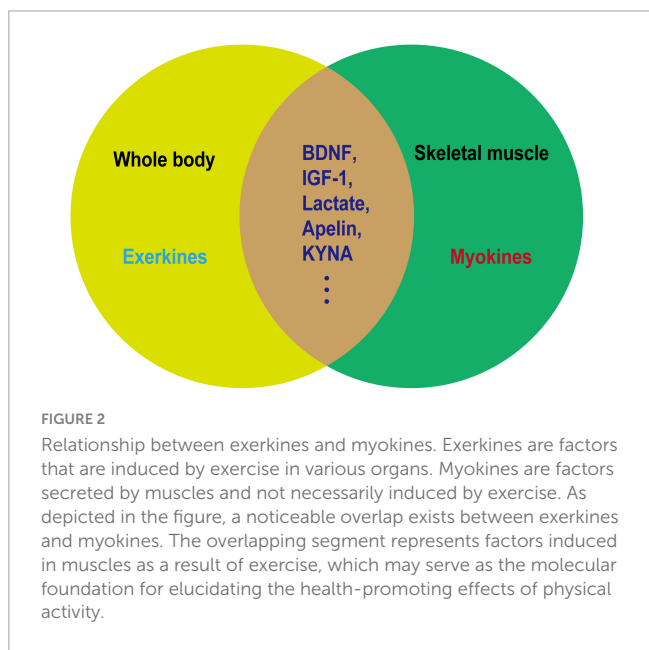 Whole body
Exerkines
BDNF,
IGF-1,
Lactate,
Apelin,
KYNA
⋮
Skeletal muscle
Myokines
FIGURE 2
Relationship between exerkines and myokines. Exerkines are factors
that are induced by exercise in various organs. Myokines are factors
secreted by muscles and not necessarily induced by exercise. As
depicted in the figure, a noticeable overlap exists between exerkines
and myokines. The overlapping segment represents factors induced
in muscles as a result of exercise, which may serve as the molecular
foundation for elucidating the health-promoting effects of physical
activity.